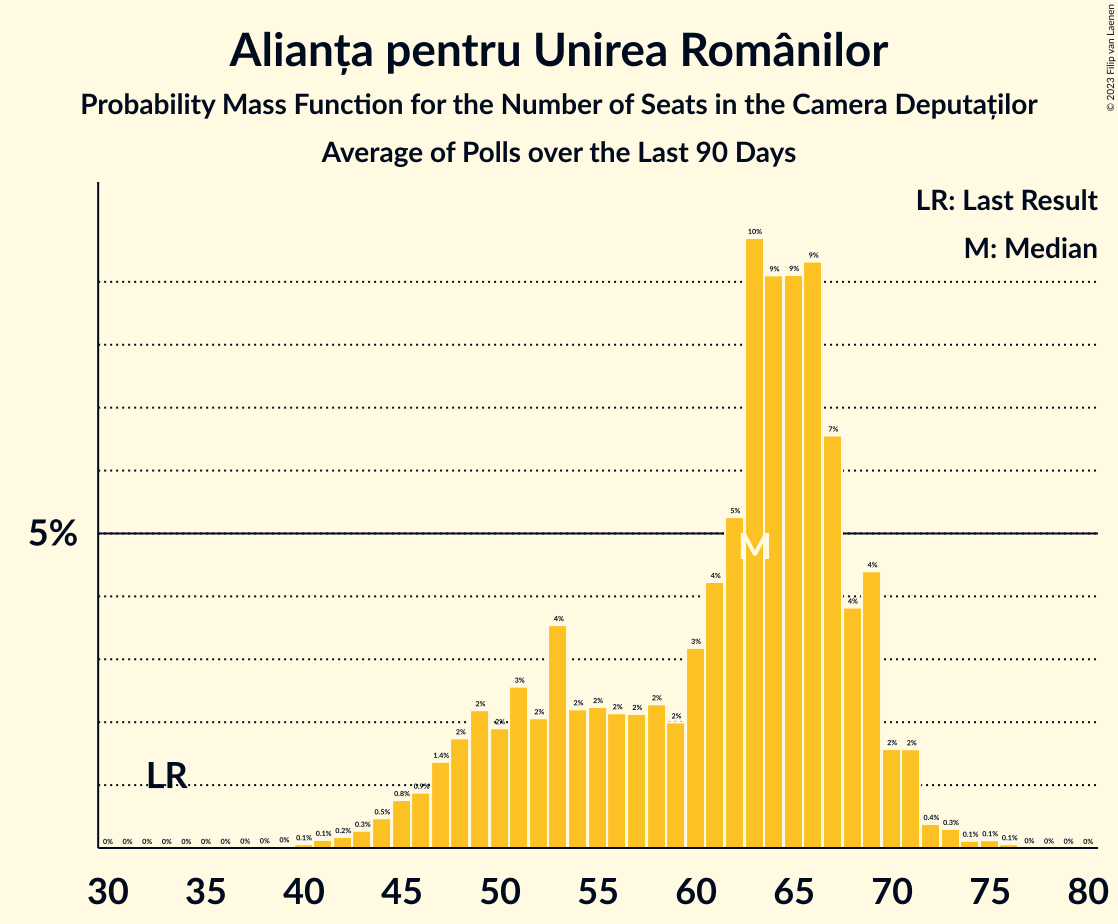 Alianța pentru Unirea Românilor
Probability Mass Function for the Number of Seats in the Camera Deputaților
Average of Polls over the Last 90 Days
© 2023 Filip van Laenen
LR: Last Result
M: Median
5%
LR
M
0% 0% 0% 0% 0% 0% 0% 0% 0% 0% 0.1% 0.1% 0.2% 0.3% 0.5% 0.8% 0.9% 1.4% 2% 2% 2% 3% 2% 4% 2% 2% 2% 2% 2% 2% 3% 4% 5% 10% 9% 9% 9% 7% 4% 4% 2% 2% 0.4% 0.3% 0.1% 0.1% 0.1% 0% 0% 0% 0%
30 35 40 45 50 55 60 65 70 75 80